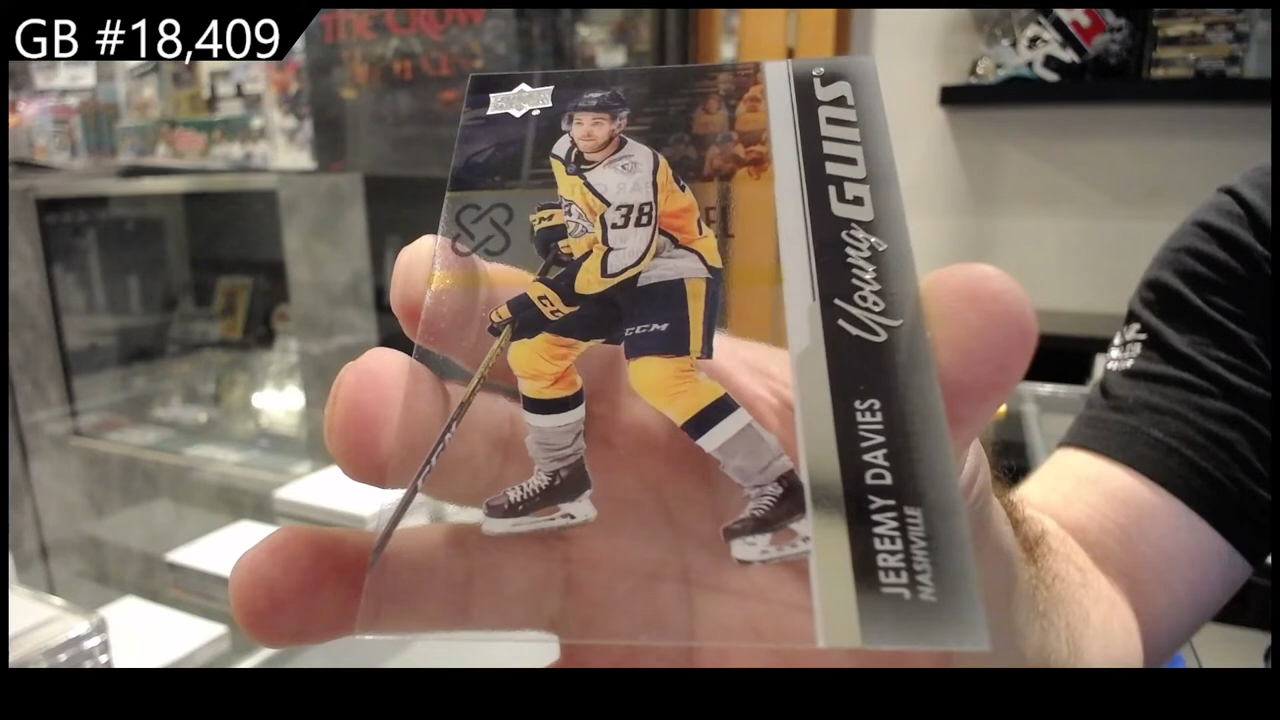 GB #18,409
THE CROW
Young GUNS
38
CCM
CCM
JEREMY DAVIES
NASHVILLE